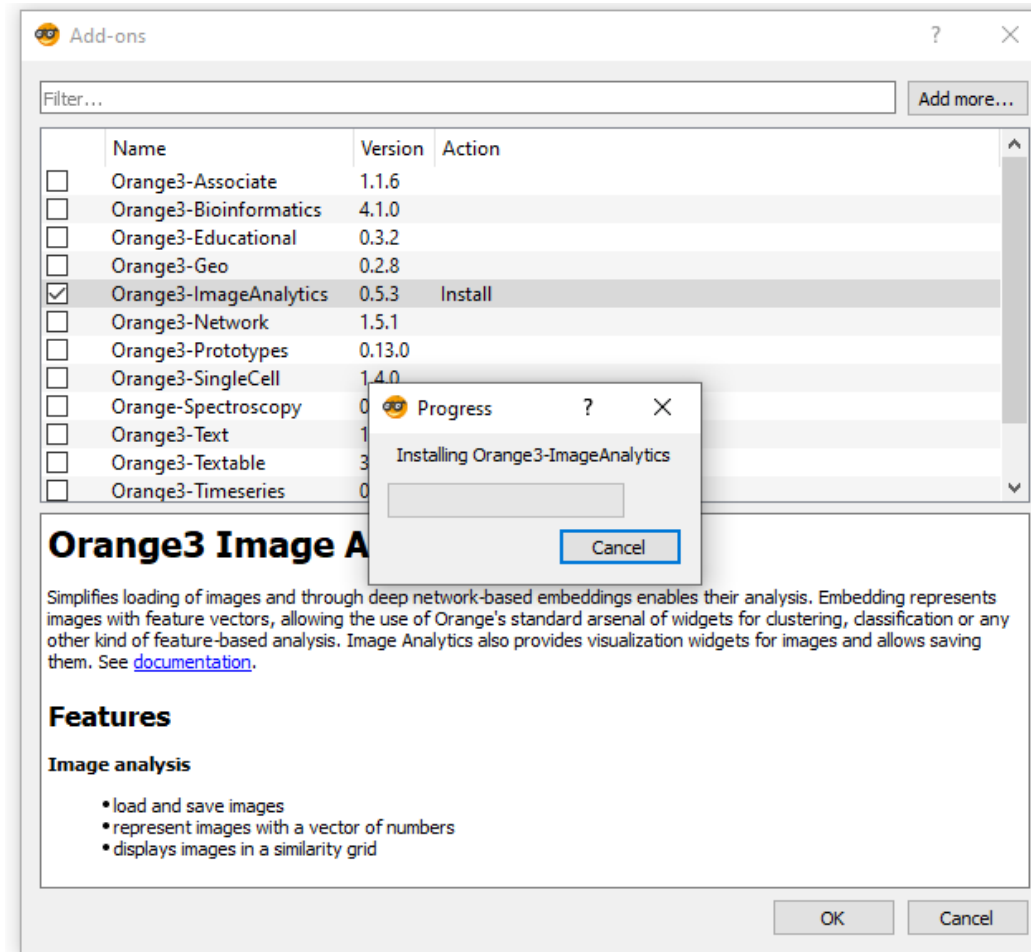 Add-ons
?
Filter...
Add more...
Name Version Action
Orange3-Associate 1.1.6
Orange3-Bioinformatics 4.1.0
Orange3-Educational 0.3.2
Orange3-Geo 0.2.8
Orange3-ImageAnalytics 0.5.3 Install
Orange3-Network 1.5.1
Orange3-Prototypes 0.13.0
Orange3-SingleCell 1.4.0
Orange-Spectroscopy 0
Orange3-Text 1
Orange3-Textable 3
Orange3-Timeseries 0
Progress ?
Installing Orange3-ImageAnalytics
Cancel
Orange3 Image A
Simplifies loading of images and through deep network-based embeddings enables their analysis. Embedding represents
images with feature vectors, allowing the use of Orange's standard arsenal of widgets for clustering, classification or any
other kind of feature-based analysis. Image Analytics also provides visualization widgets for images and allows saving
them. See documentation.
Features
Image analysis
• load and save images
• represent images with a vector of numbers
• displays images in a similarity grid
OK
Cancel